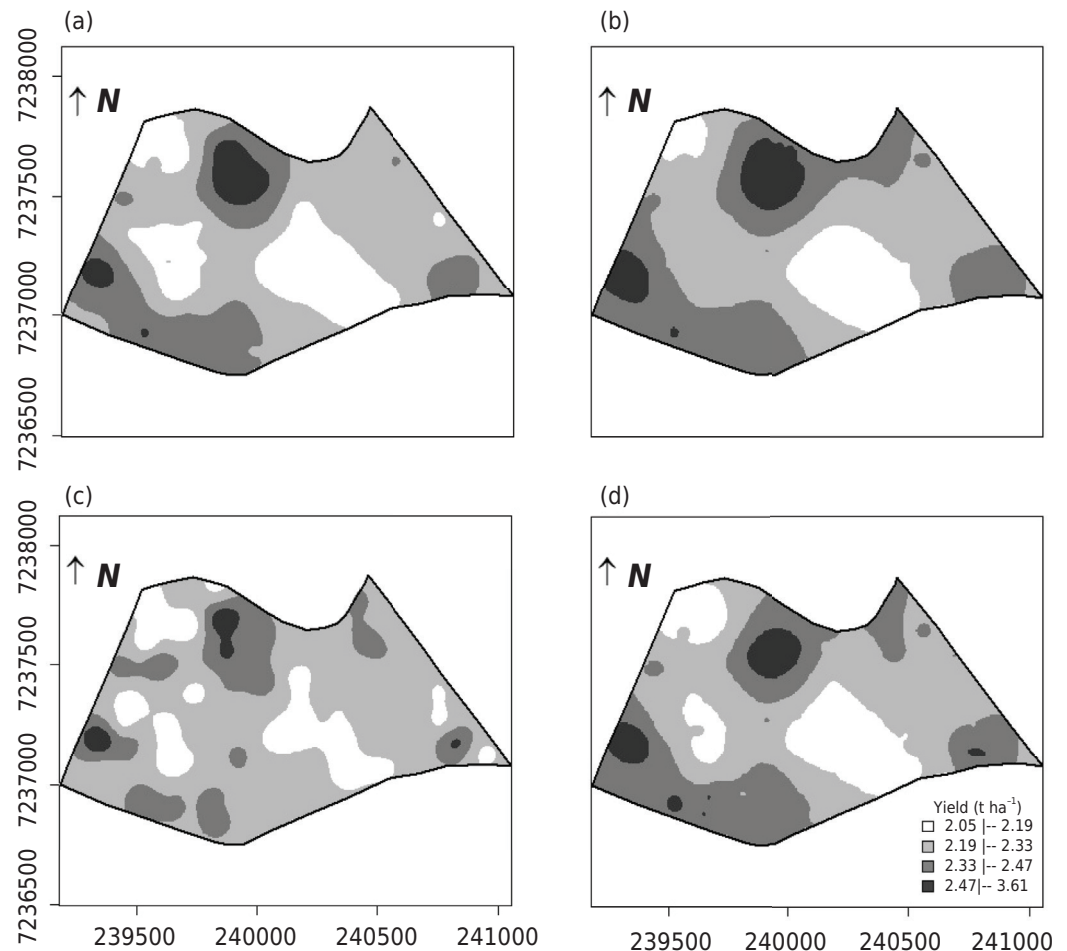 (a)
(b)
7238000
7237500
7237000
7236500
↑ N
↑ N
(c)
(d)
7238000
7237500
7237000
7236500
↑ N
↑ N
Yield (t ha⁻¹)
2.05 |-- 2.19
2.19 |-- 2.33
2.33 |-- 2.47
2.47|-- 3.61
239500 240000 240500 241000
239500 240000 240500 241000